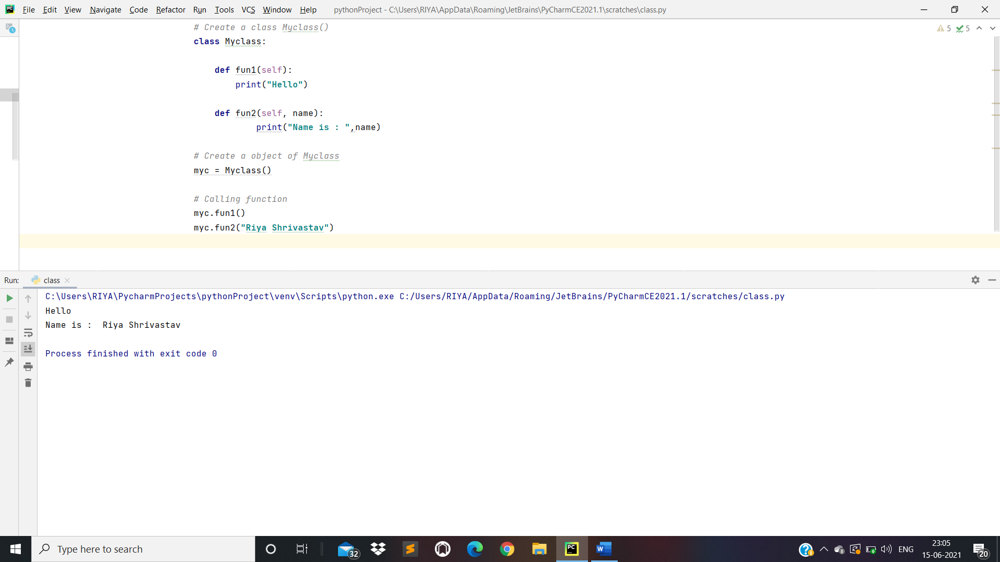 File Edit View Navigate Code Refactor Run Tools VCS Window Help pythonProject - C:\Users\RIYA\AppData\Roaming\JetBrains\PyCharmCE2021.1\scratches\class.py
# Create a class Myclass()
5 5
class Myclass:
def fun1(self):
print("Hello")
def fun2(self, name):
print("Name is : ",name)
# Create a object of Myclass
myc = Myclass()
# Calling function
myc.fun1()
myc.fun2("Riya Shrivastav")
Run: class
C:\Users\RIYA\PycharmProjects\pythonProject\venv\Scripts\python.exe C:/Users/RIYA/AppData/Roaming/JetBrains/PyCharmCE2021.1/scratches/class.py
Hello
Name is :  Riya Shrivastav
Process finished with exit code 0
Type here to search
32
PC
W
ENG
23:05
15-06-2021
20